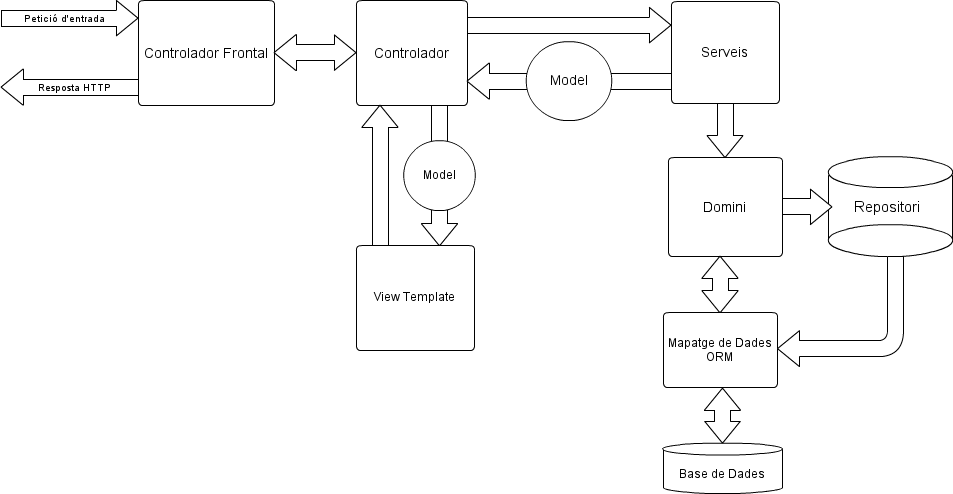 Petició d'entrada
Controlador Frontal
Controlador
Serveis
Resposta HTTP
Model
Model
Domini
Repositori
View Template
Mapatge de Dades
ORM
Base de Dades